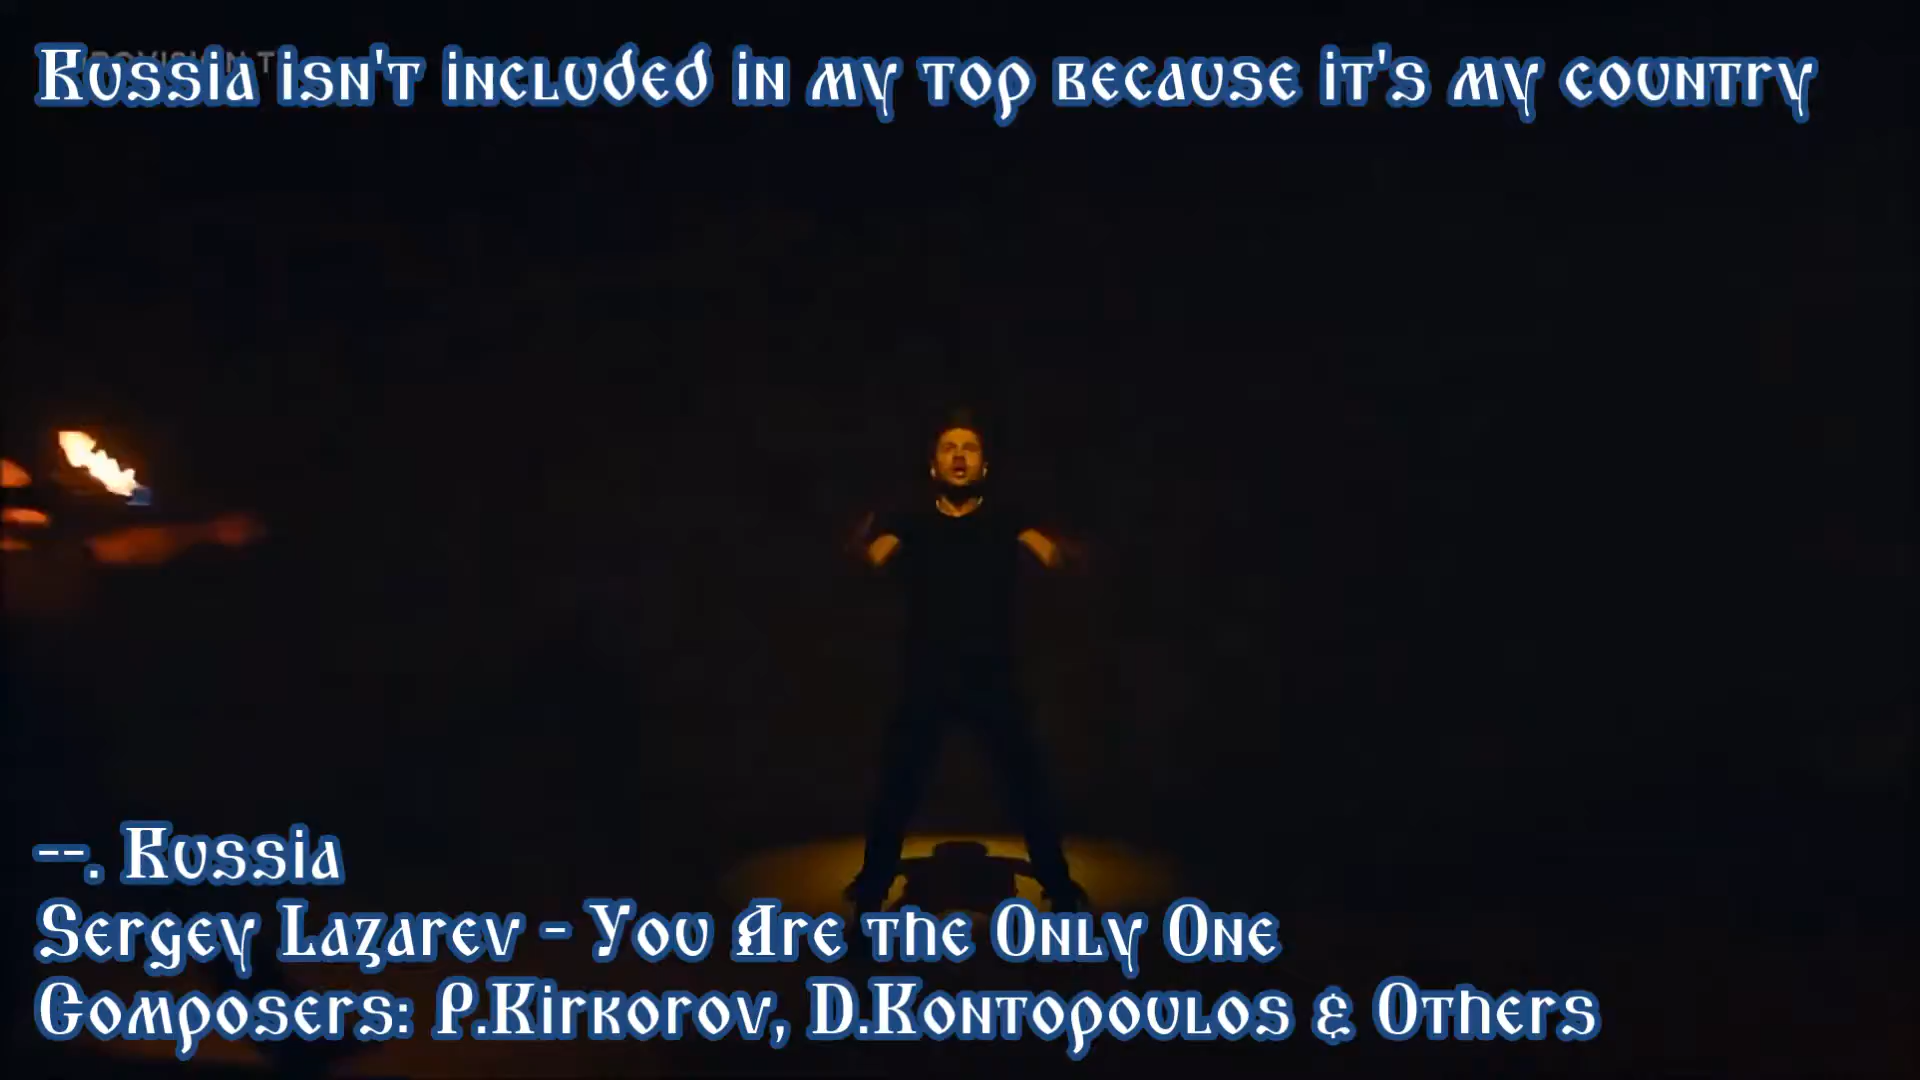 Russia isn't included in my top because it's my country
--. Russia
Sergey Lazarev - You Are the Only One
Composers: P.Kirkorov, D.Kontopoulos & Others